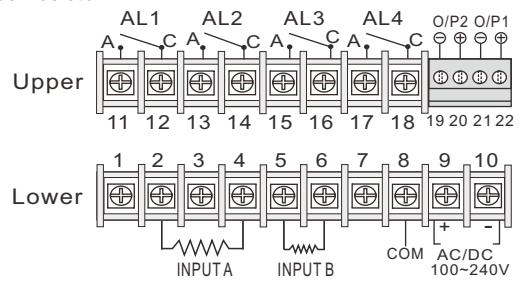 AL1 AL2 AL3 AL4 O/P2 O/P1
A C A C A C A C ⊖ ⊕ ⊖ ⊕
Upper
11 12 13 14 15 16 17 18 19 20 21 22
1 2 3 4 5 6 7 8 9 10
Lower
+ -
INPUT A INPUT B COM AC/DC
100~240V